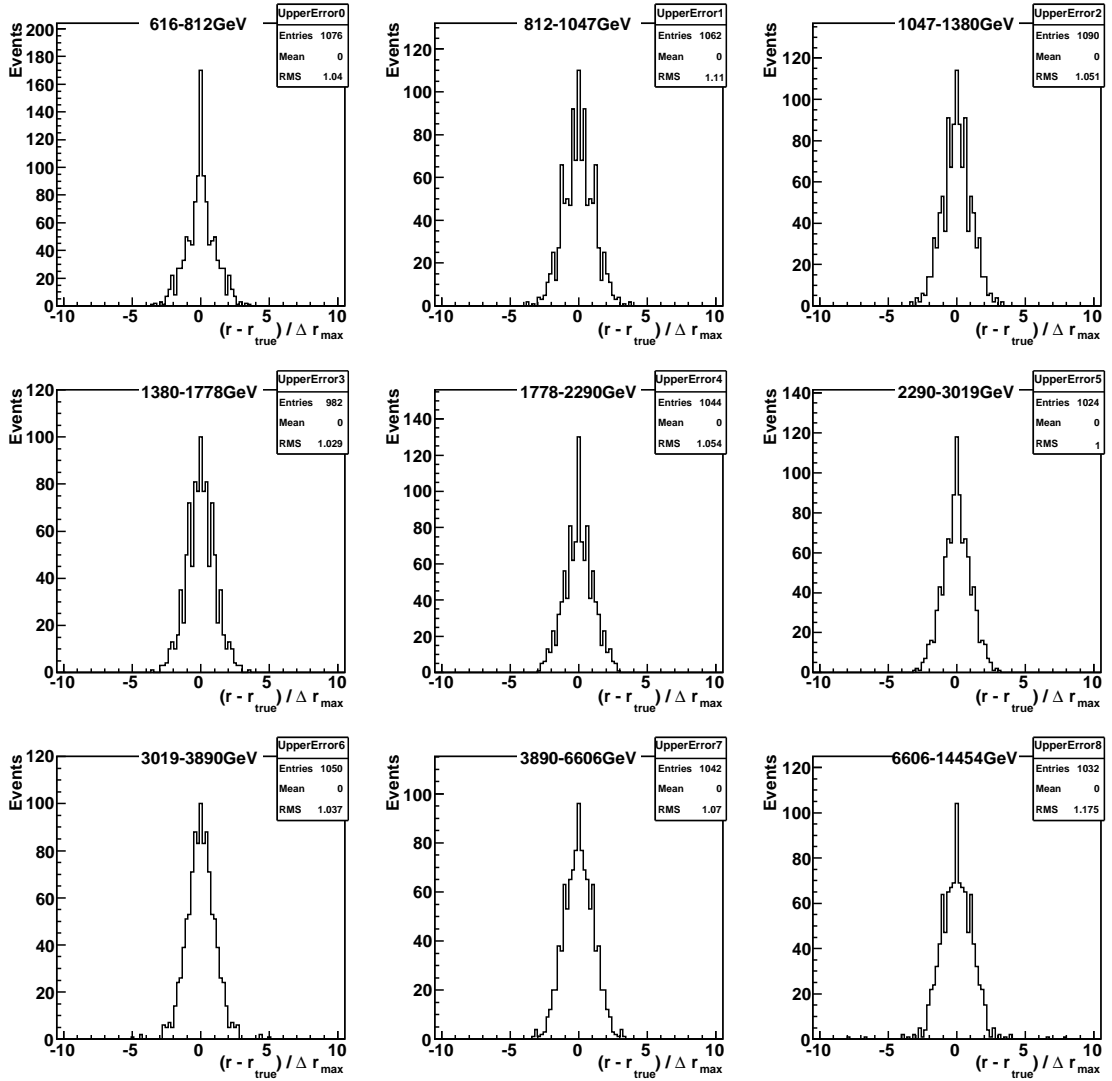 616-812GeV
UpperError0
Entries 1076
Mean 0
RMS 1.04
Events
200
180
160
140
120
100
80
60
40
20
0
-10 -5 0 5 10
(r - r_true) / Δ r_max
812-1047GeV
UpperError1
Entries 1062
Mean 0
RMS 1.11
Events
120
100
80
60
40
20
0
-10 -5 0 5 10
(r - r_true) / Δ r_max
1047-1380GeV
UpperError2
Entries 1090
Mean 0
RMS 1.051
Events
120
100
80
60
40
20
0
-10 -5 0 5 10
(r - r_true) / Δ r_max
1380-1778GeV
UpperError3
Entries 982
Mean 0
RMS 1.029
Events
120
100
80
60
40
20
0
-10 -5 0 5 10
(r - r_true) / Δ r_max
1778-2290GeV
UpperError4
Entries 1044
Mean 0
RMS 1.054
Events
140
120
100
80
60
40
20
0
-10 -5 0 5 10
(r - r_true) / Δ r_max
2290-3019GeV
UpperError5
Entries 1024
Mean 0
RMS 1
Events
140
120
100
80
60
40
20
0
-10 -5 0 5 10
(r - r_true) / Δ r_max
3019-3890GeV
UpperError6
Entries 1050
Mean 0
RMS 1.037
Events
120
100
80
60
40
20
0
-10 -5 0 5 10
(r - r_true) / Δ r_max
3890-6606GeV
UpperError7
Entries 1042
Mean 0
RMS 1.07
Events
100
80
60
40
20
0
-10 -5 0 5 10
(r - r_true) / Δ r_max
6606-14454GeV
UpperError8
Entries 1032
Mean 0
RMS 1.175
Events
120
100
80
60
40
20
0
-10 -5 0 5 10
(r - r_true) / Δ r_max